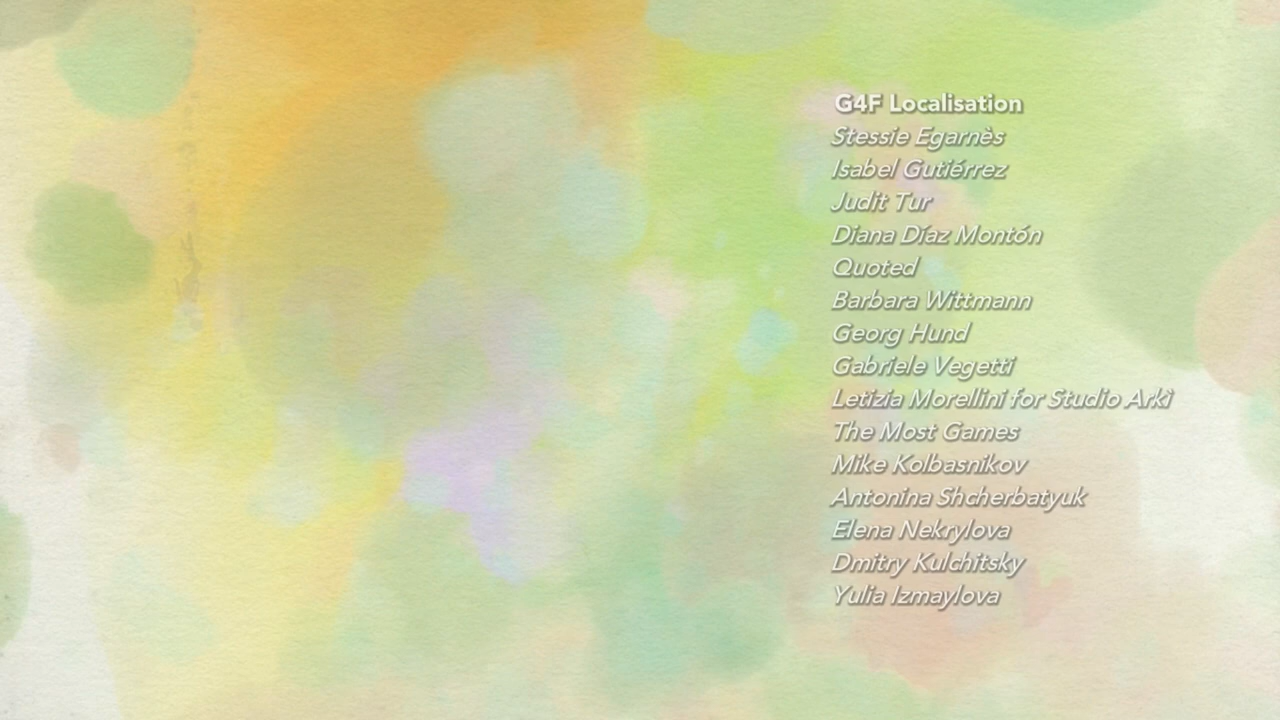 G4F Localisation
Stessie Egarnès
Isabel Gutiérrez
Judit Tur
Diana Díaz Montón
Quoted
Barbara Wittmann
Georg Hund
Gabriele Vegetti
Letizia Morellini for Studio Arkì
The Most Games
Mike Kolbasnikov
Antonina Shcherbatyuk
Elena Nekrylova
Dmitry Kulchitsky
Yulia Izmaylova